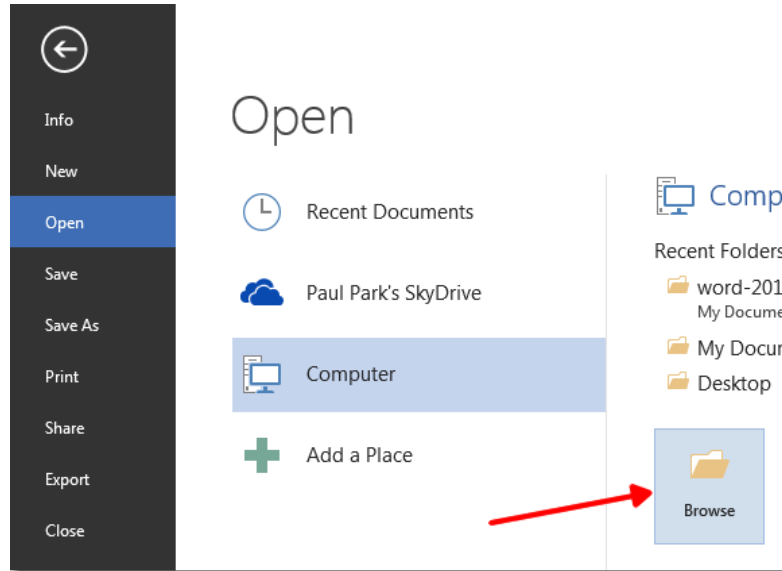 Info
New
Open
Save
Save As
Print
Share
Export
Close
Open
Recent Documents
Paul Park's SkyDrive
Computer
Add a Place
Comp
Recent Folders
word-201
My Docume
My Docu
Desktop
Browse